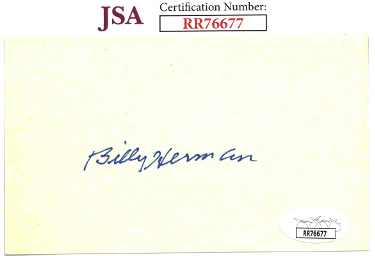 JSA
Certification Number:
RR76677
Billy Herman
RR76677